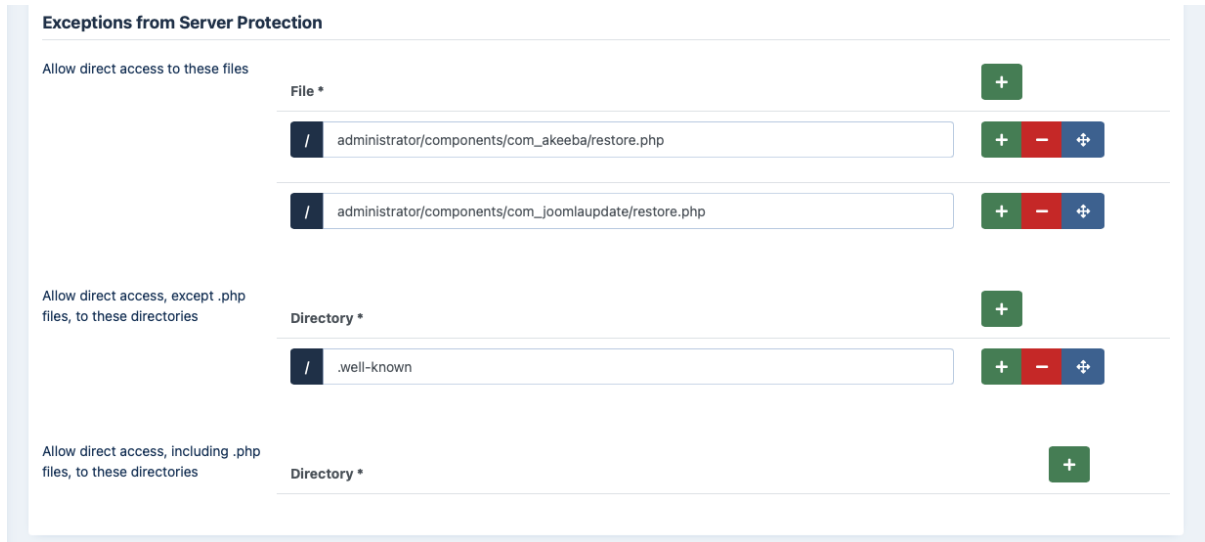 Exceptions from Server Protection
Allow direct access to these files
File *
/ administrator/components/com_akeeba/restore.php
/ administrator/components/com_joomlaupdate/restore.php
Allow direct access, except .php
files, to these directories
Directory *
/ .well-known
Allow direct access, including .php
files, to these directories
Directory *